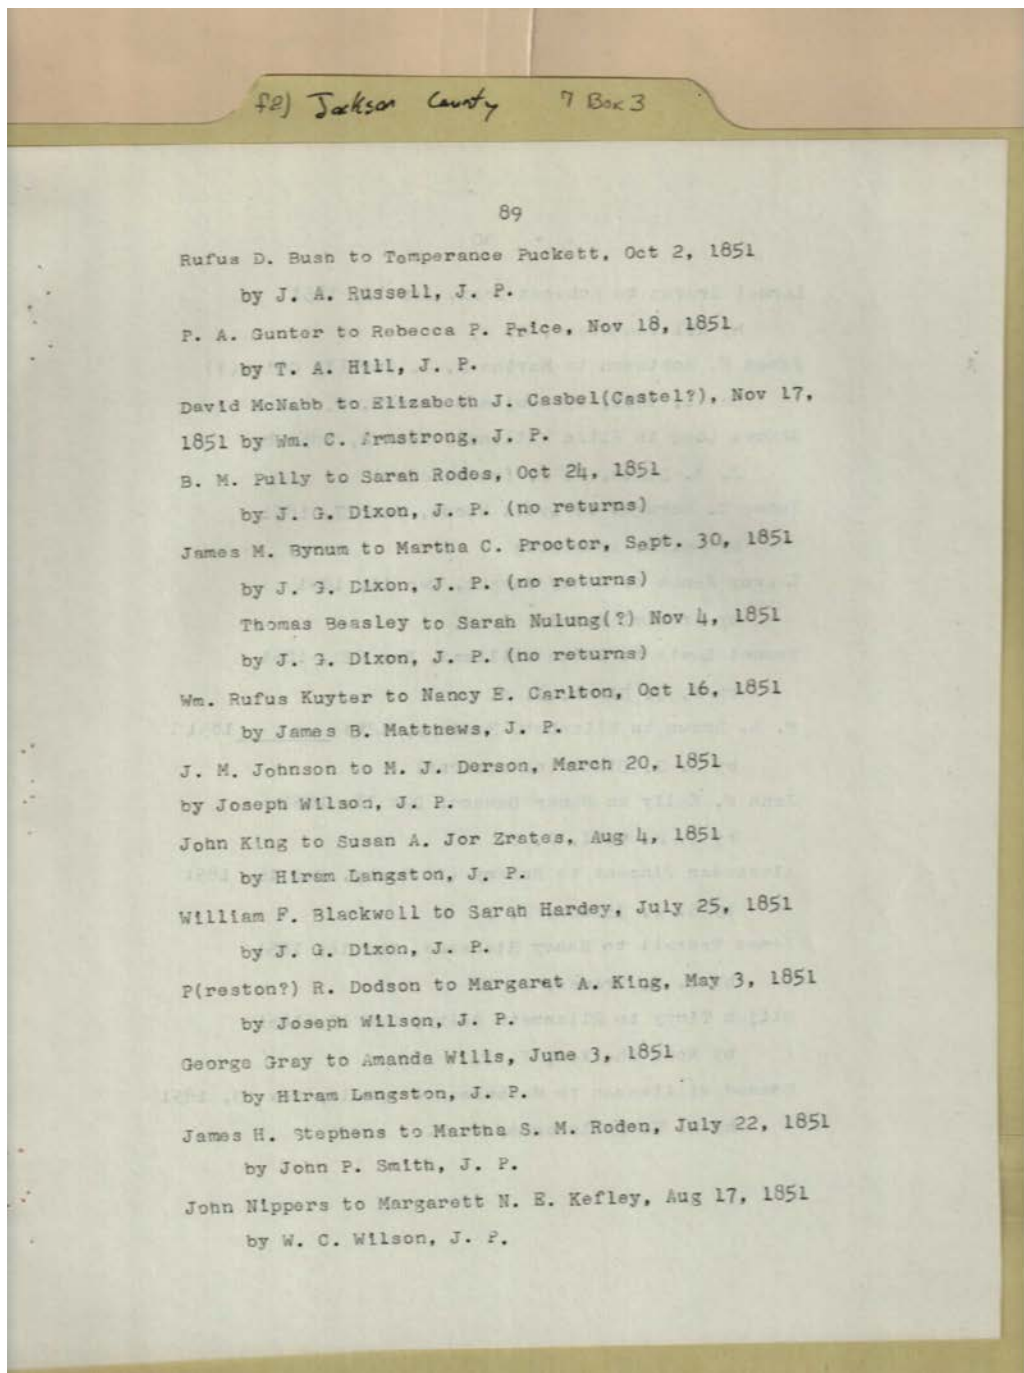 f2) Jackson County 7 Box 3
89
Rufus D. Bush to Temperance Puckett, Oct 2, 1851
by J. A. Russell, J. P.
P. A. Gunter to Rebecca P. Price, Nov 18, 1851
by T. A. Hill, J. P.
David McNabb to Elizabeth J. Casbel(Castel?), Nov 17,
1851 by Wm. C. Armstrong, J. P.
B. M. Pully to Sarah Rodes, Oct 24, 1851
by J. G. Dixon, J. P. (no returns)
James M. Bynum to Martha C. Proctor, Sept. 30, 1851
by J. G. Dixon, J. P. (no returns)
Thomas Beasley to Sarah Nulung(?) Nov 4, 1851
by J. G. Dixon, J. P. (no returns)
Wm. Rufus Kuyter to Nancy E. Carlton, Oct 16, 1851
by James B. Matthews, J. P.
J. M. Johnson to M. J. Derson, March 20, 1851
by Joseph Wilson, J. P.
John King to Susan A. Jor Zrates, Aug 4, 1851
by Hiram Langston, J. P.
William F. Blackwell to Sarah Hardey, July 25, 1851
by J. G. Dixon, J. P.
P(reston?) R. Dodson to Margaret A. King, May 3, 1851
by Joseph Wilson, J. P.
George Gray to Amanda Wills, June 3, 1851
by Hiram Langston, J. P.
James H. Stephens to Martha S. M. Roden, July 22, 1851
by John P. Smith, J. P.
John Nippers to Margarett N. E. Kefley, Aug 17, 1851
by W. C. Wilson, J. P.